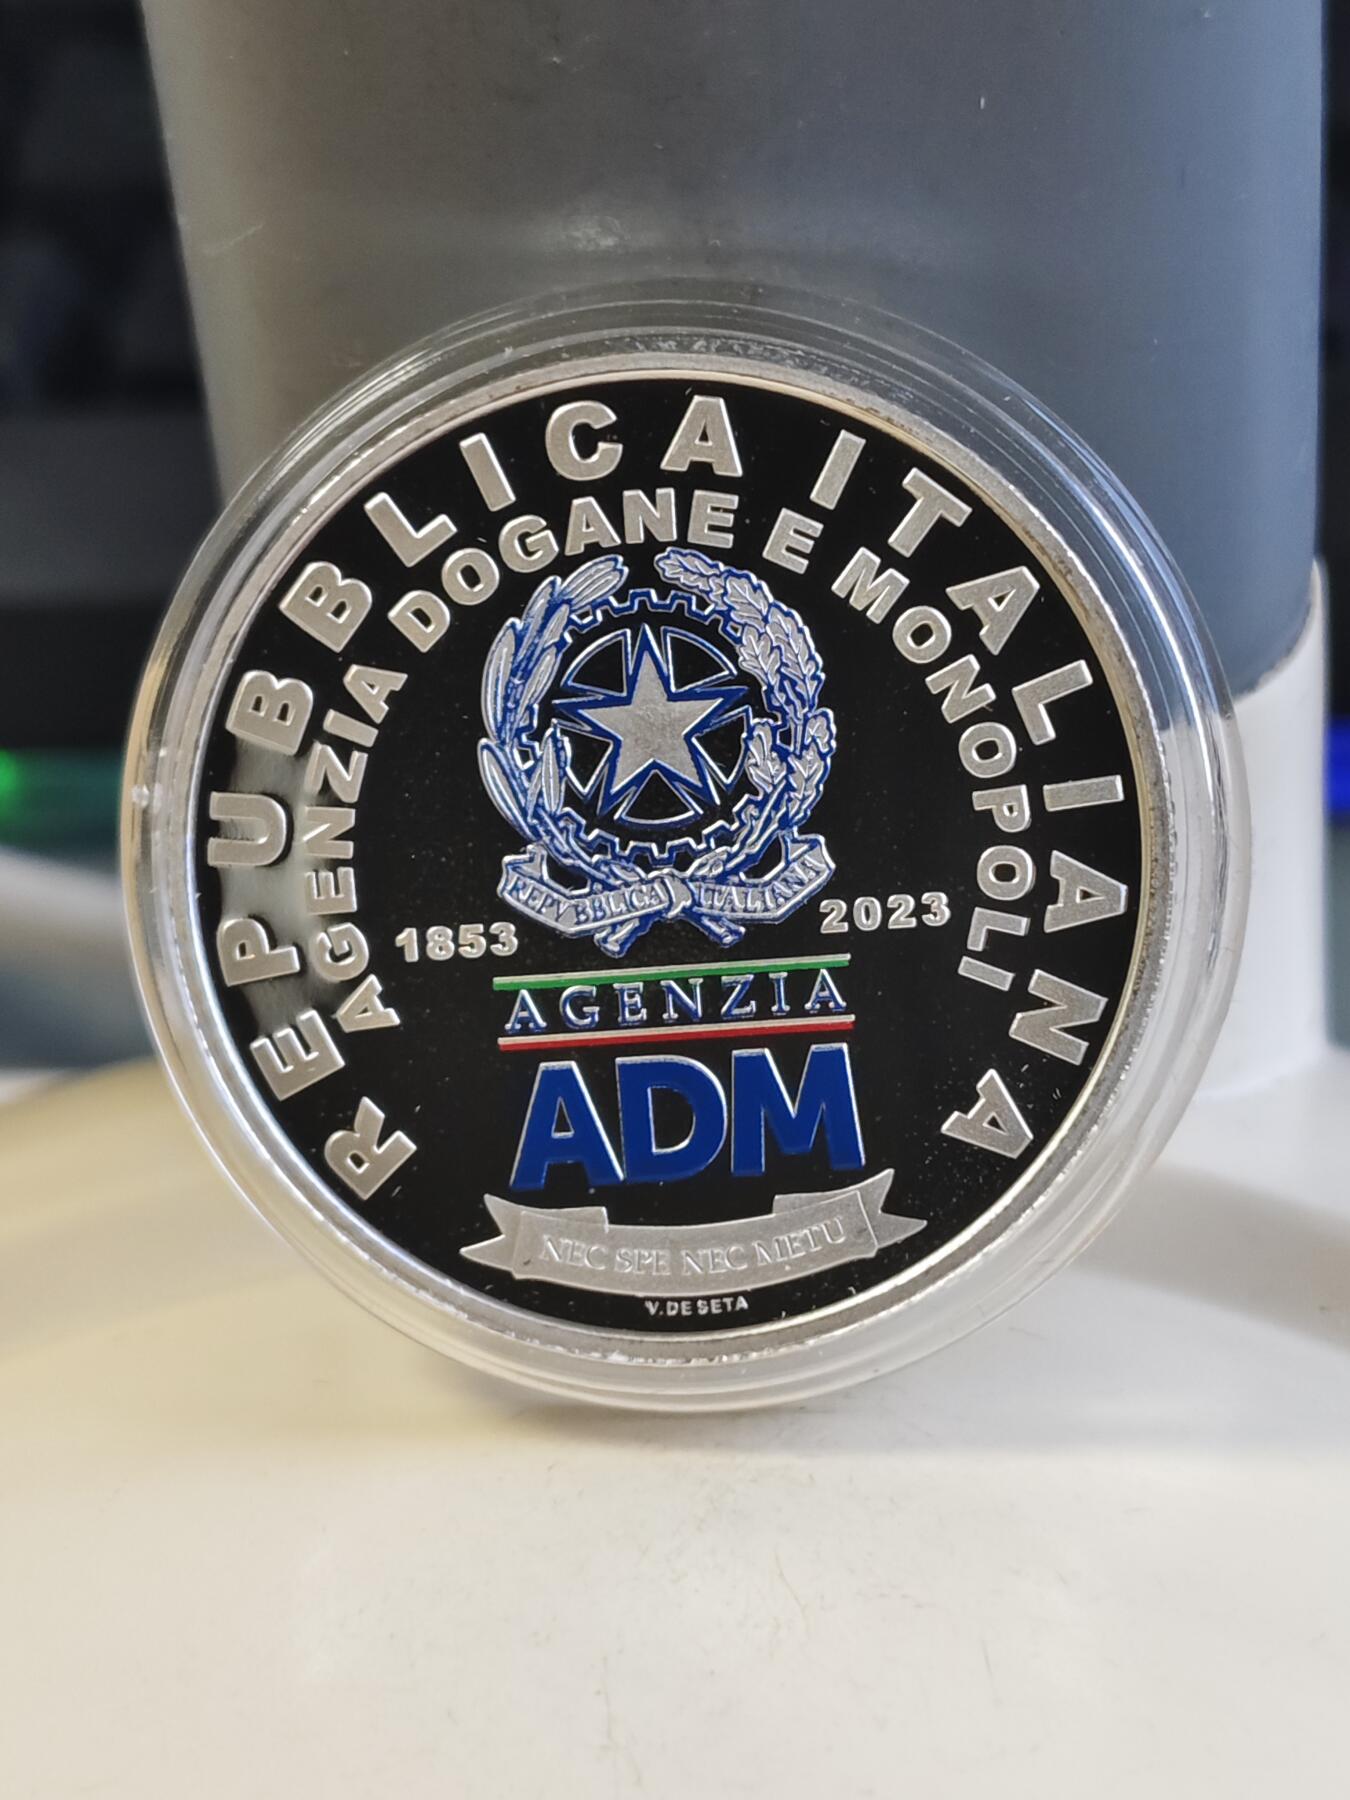 REPUBBLICA ITALIANA
AGENZIA DOGANE E MONOPOLI
REPVBBLICA ITALIANA
1853 2023
AGENZIA
ADM
NEC SPE NEC METU
V. DE SETA